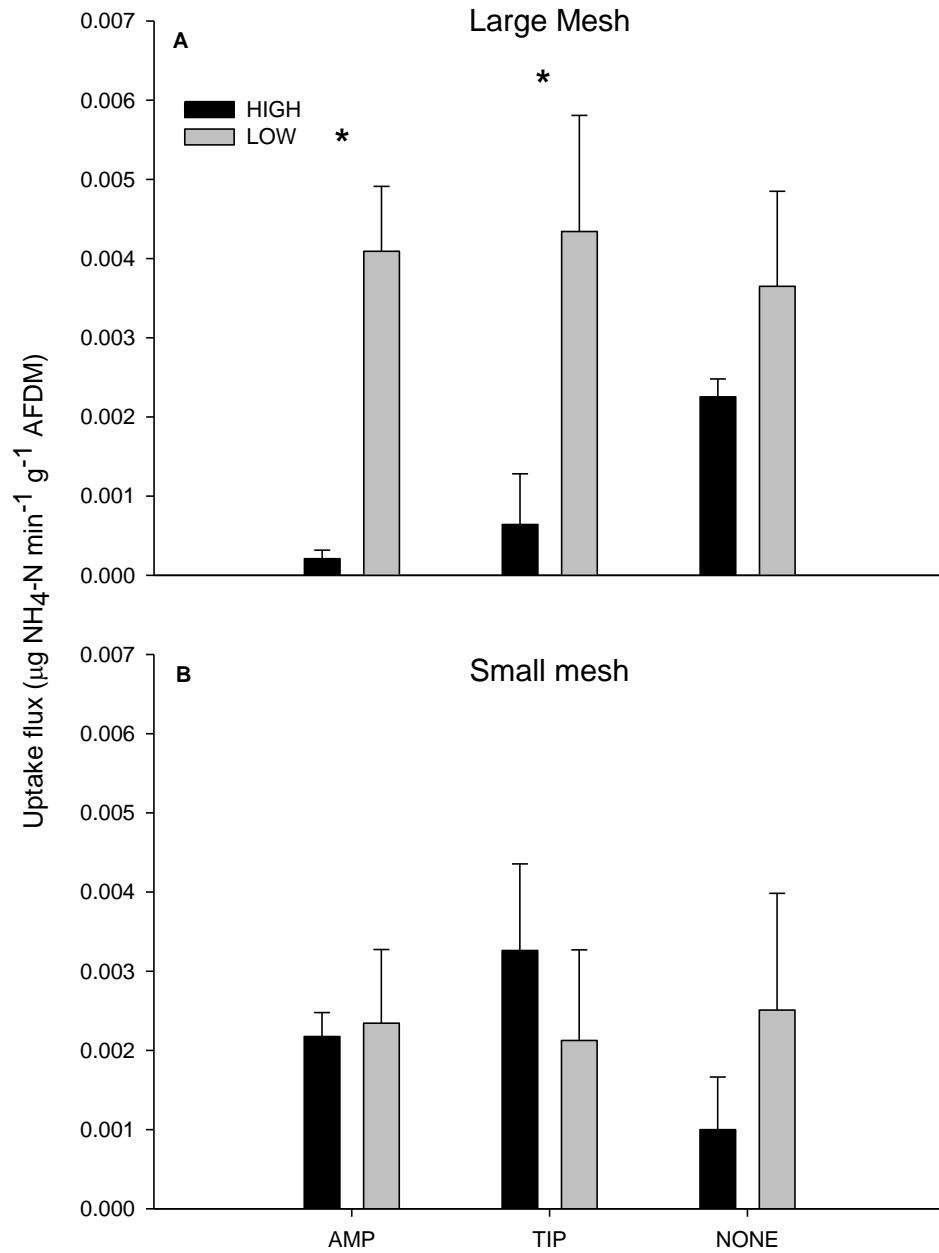 Large Mesh
A
*
*
HIGH
LOW
0.007
0.006
0.005
0.004
0.003
0.002
0.001
0.000
Uptake flux (µg NH4-N min-1 g-1 AFDM)
Small mesh
B
0.007
0.006
0.005
0.004
0.003
0.002
0.001
0.000
AMP TIP NONE